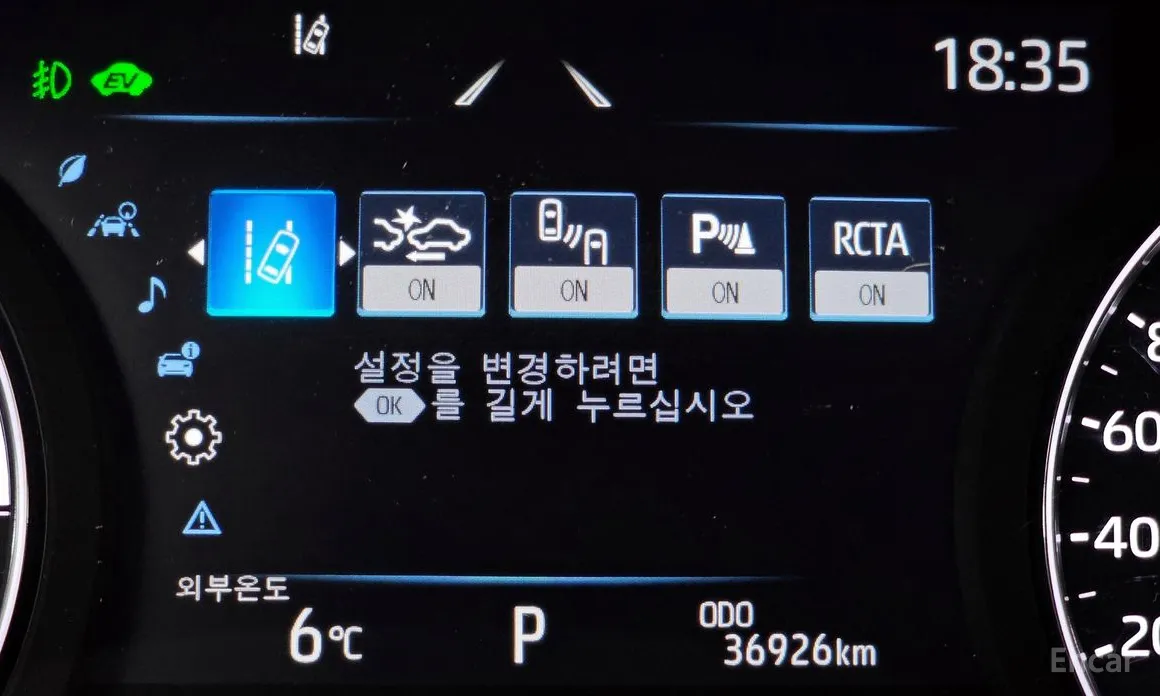 18:35
EV
RCTA
ON
ON
P
ON
ON
설정을 변경하려면
OK 를 길게 누르십시오
외부온도
6℃
P
ODO
36926km
8
60
40
20
Encar